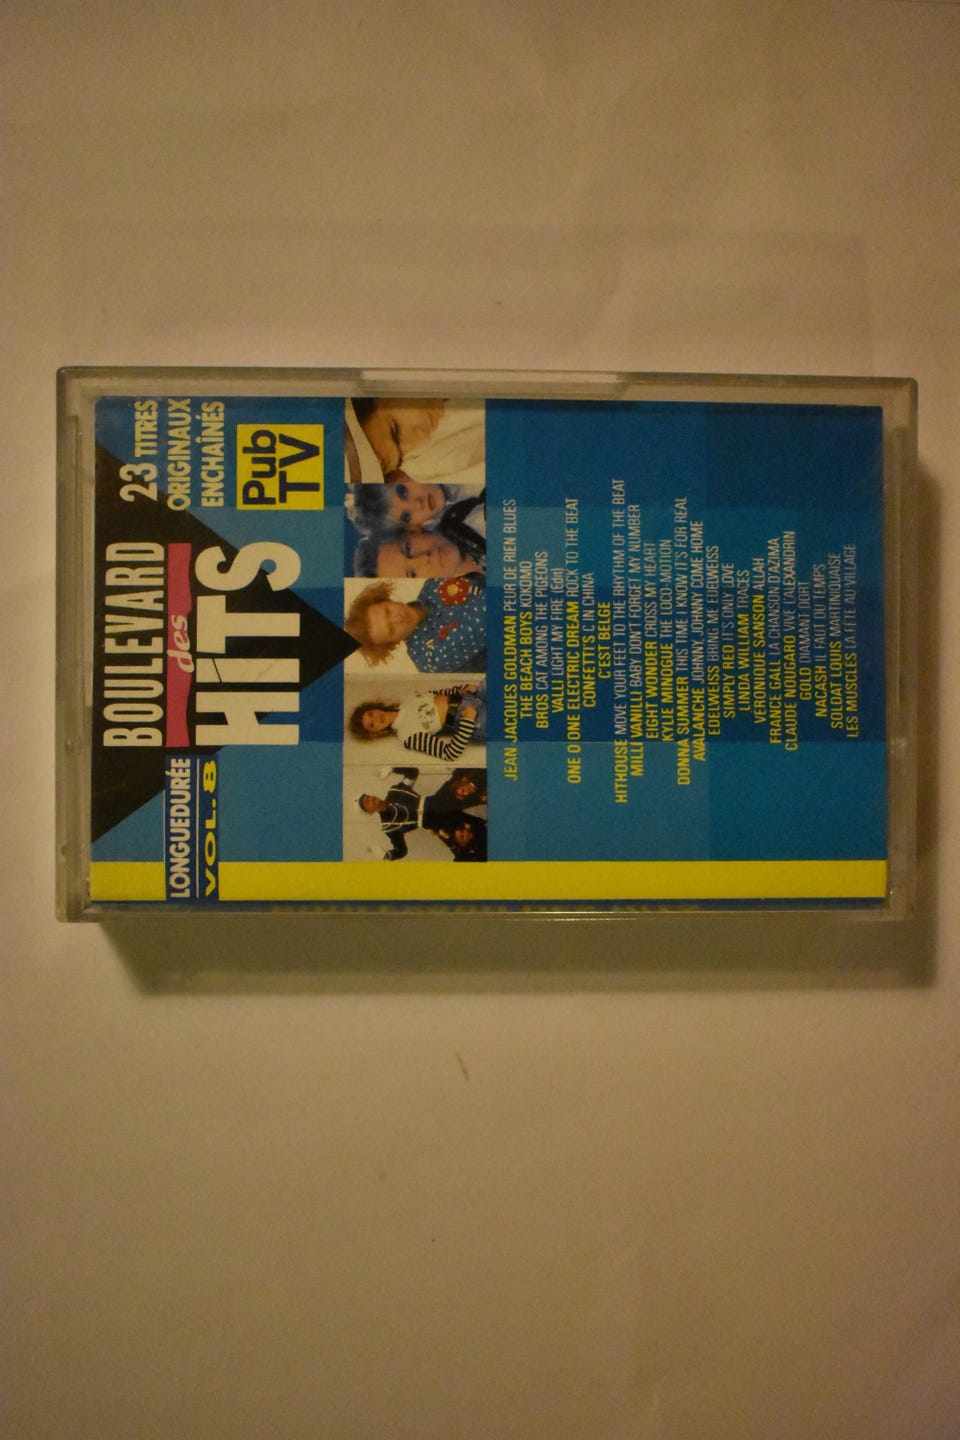 LONGUEDURÉE
VOL. 8
BOULEVARD
des
HITS
23 TITRES
ORIGINAUX
ENCHAÎNÉS
Pub
TV
JEAN-JACQUES GOLDMAN PEUR DE RIEN BLUES
THE BEACH BOYS KOKOMO
BROS CAT AMONG THE PIGEONS
YALLI LIGHT MY FIRE (Edd)
ONE O'ONE ELECTRIC DREAM ROCK TO THE BEAT
CONFETTI'S C IN CHINA
C'EST BELGE
HITHOUSE MOVE YOUR FEET TO THE RHYTHM OF THE BEAT
MILLI VANILLI BABY DON'T FORGET MY NUMBER
EIGHT WONDER CROSS MY HEART
KYLIE MINOGUE THE LOCO-MOTION
DONNA SUMMER THIS TIME I KNOW IT'S FOR REAL
AVALANCHE JOHNNY, JOHNNY COME HOME
EDELWEISS BRING ME EDELWEISS
SIMPLY RED IT'S ONLY LOVE
LINDA WILLIAM TRACES
VERONIQUE SANSON ALLAH
FRANCE GALL LA CHANSON D'AZIMA
CLAUDE NOUGARO VIVE L'ALEXANDRIN
GOLD DIAMANT DORT
NACASH IL FAUT DU TEMPS
SOLDAT LOUIS MARTINIQUAISE
LES MUSCLES LA FETE AU VILLAGE